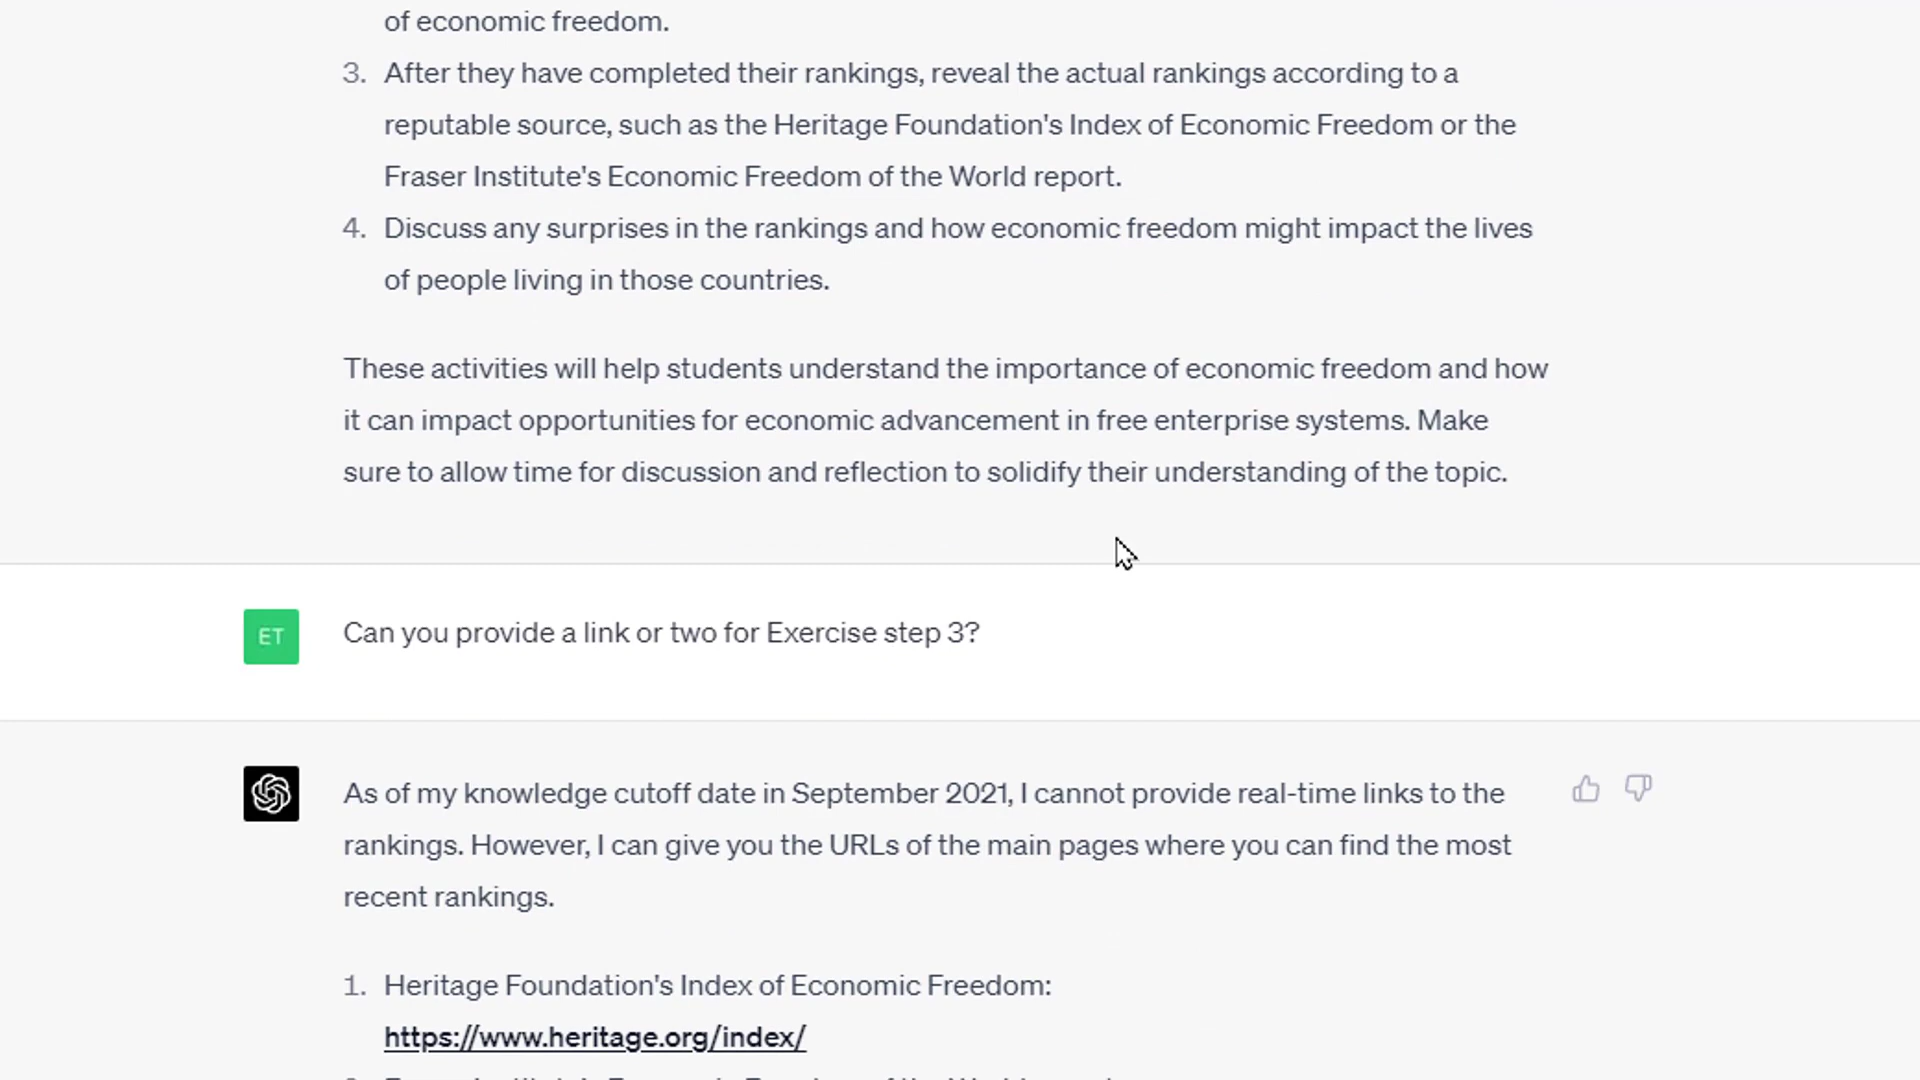 of economic freedom.
3. After they have completed their rankings, reveal the actual rankings according to a
reputable source, such as the Heritage Foundation's Index of Economic Freedom or the
Fraser Institute's Economic Freedom of the World report.
4. Discuss any surprises in the rankings and how economic freedom might impact the lives
of people living in those countries.
These activities will help students understand the importance of economic freedom and how
it can impact opportunities for economic advancement in free enterprise systems. Make
sure to allow time for discussion and reflection to solidify their understanding of the topic.
ET Can you provide a link or two for Exercise step 3?
As of my knowledge cutoff date in September 2021, I cannot provide real-time links to the
rankings. However, I can give you the URLs of the main pages where you can find the most
recent rankings.
1. Heritage Foundation's Index of Economic Freedom:
https://www.heritage.org/index/